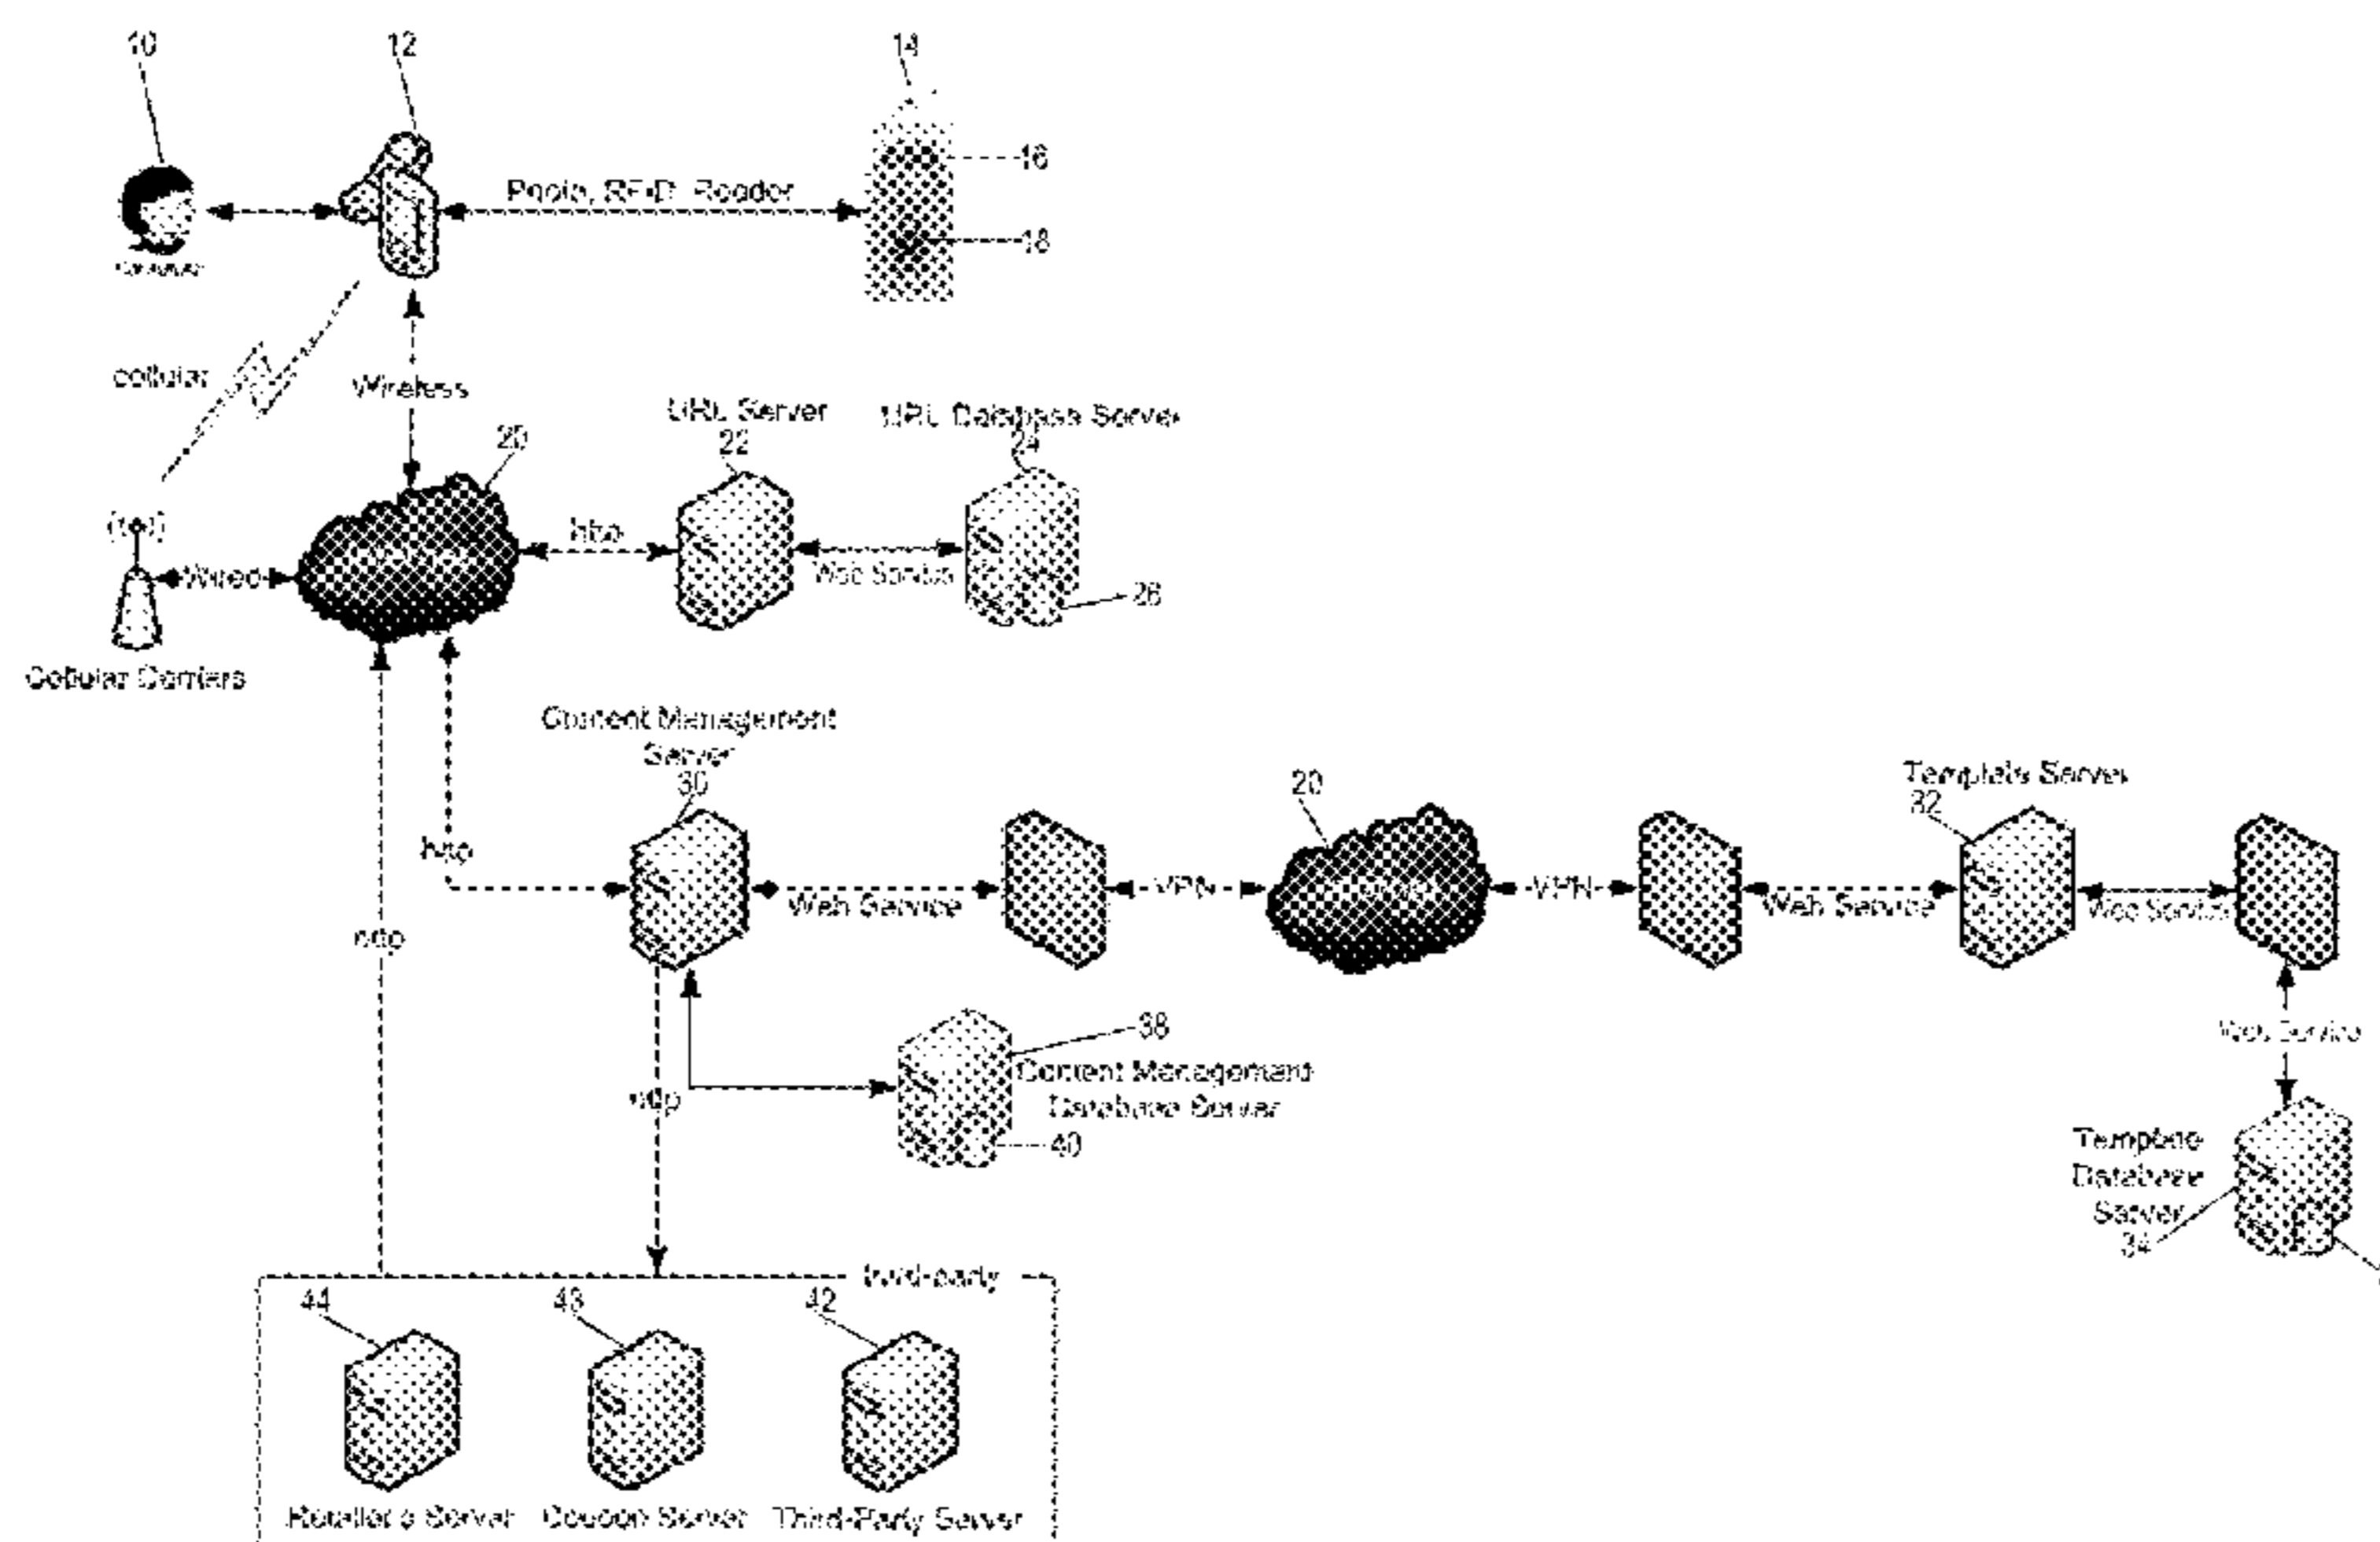 10
12
14
16
18
RFID Reader
cellular
Wireless
20
URL Server
22
URL Database Server
24
http
Web Service
26
Wired
Cellular Carriers
Content Management
Server
30
http
Web Service
VPN
20
VPN
Web Service
Template Server
32
Web Service
Web Service
http
38
Content Management
Database Server
40
http
Template
Database
Server
34
third-party
44
42
Retailer's Server
Coupon Server
Third-Party Server